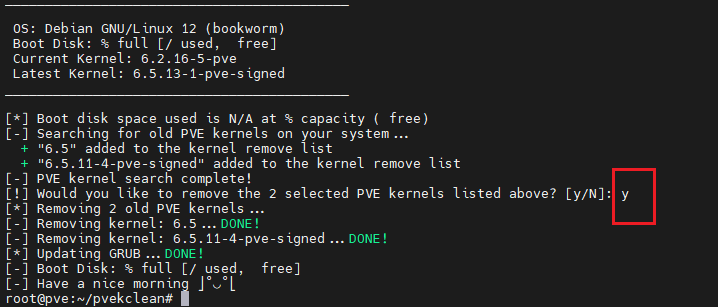 OS: Debian GNU/Linux 12 (bookworm)
Boot Disk: % full [/ used,  free]
Current Kernel: 6.2.16-5-pve
Latest Kernel: 6.5.13-1-pve-signed
[*] Boot disk space used is N/A at % capacity ( free)
[-] Searching for old PVE kernels on your system...
+ "6.5" added to the kernel remove list
+ "6.5.11-4-pve-signed" added to the kernel remove list
[-] PVE kernel search complete!
[!] Would you like to remove the 2 selected PVE kernels listed above? [y/N]: y
[*] Removing 2 old PVE kernels...
[-] Removing kernel: 6.5...DONE!
[-] Removing kernel: 6.5.11-4-pve-signed...DONE!
[*] Updating GRUB...DONE!
[-] Boot Disk: % full [/ used,  free]
[-] Have a nice morning ⎦˚◡˚⎣
root@pve:~/pvekclean#